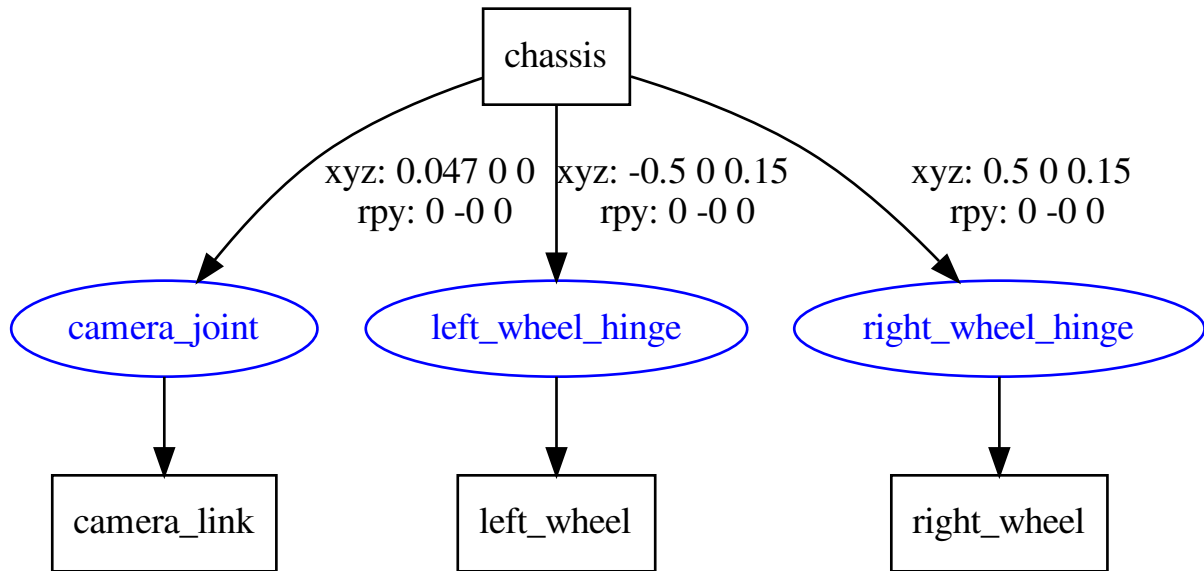 chassis
xyz: 0.047 0 0
rpy: 0 -0 0
xyz: -0.5 0 0.15
rpy: 0 -0 0
xyz: 0.5 0 0.15
rpy: 0 -0 0
camera_joint
left_wheel_hinge
right_wheel_hinge
camera_link
left_wheel
right_wheel